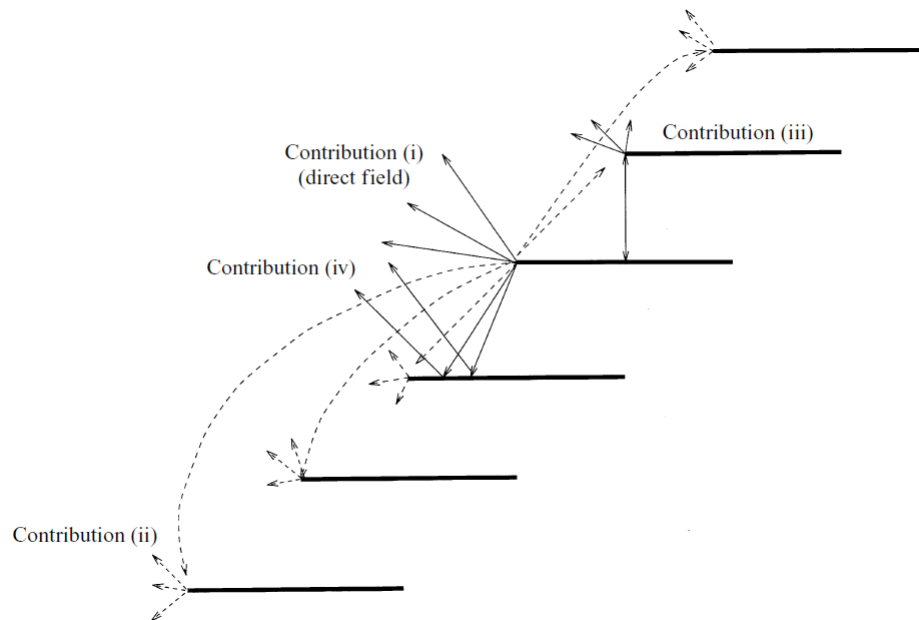 Contribution (iii)
Contribution (i)
(direct field)
Contribution (iv)
Contribution (ii)